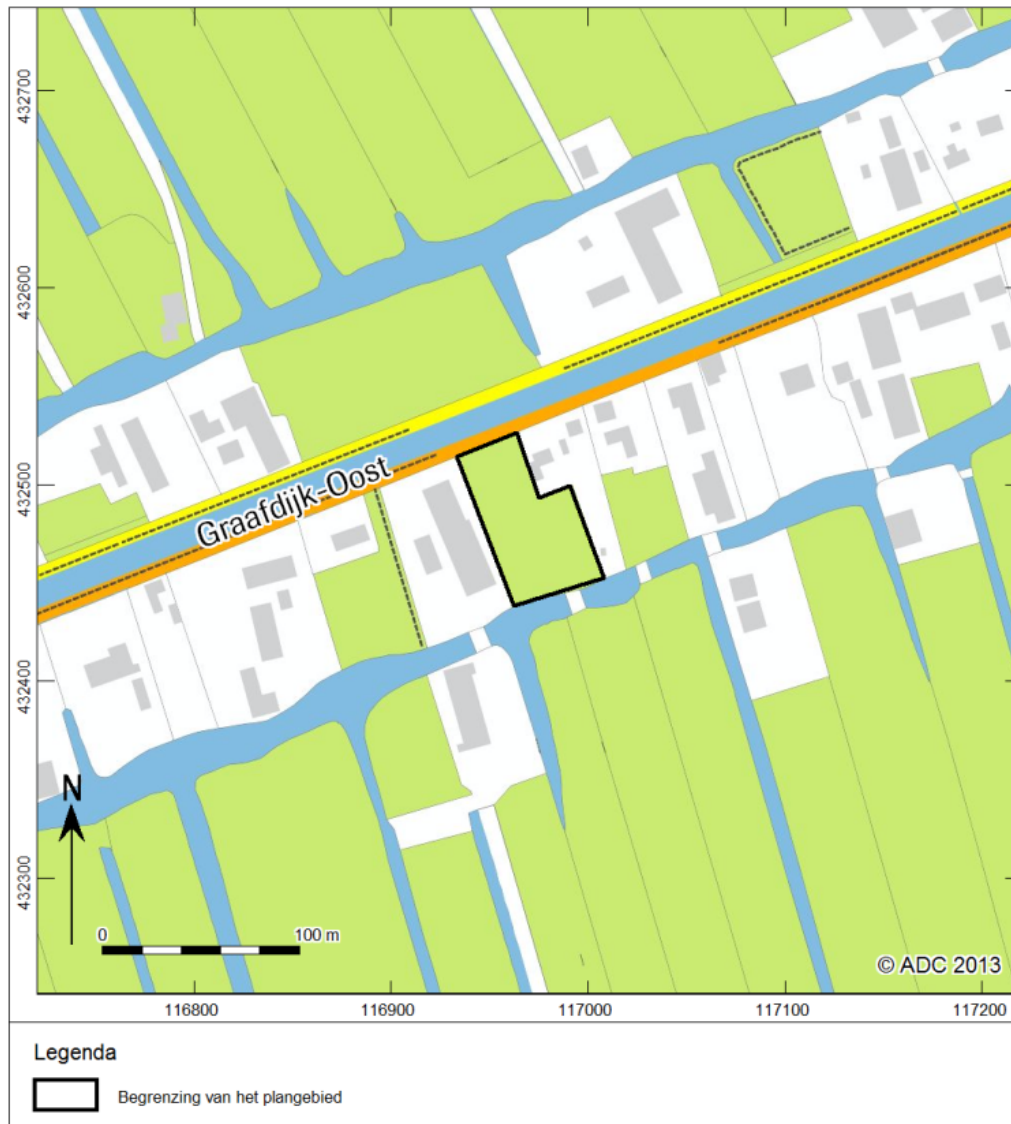 432700
432600
432500
432400
432300
Graafdijk-Oost
N
0 100 m
© ADC 2013
116800 116900 117000 117100 117200
Legenda
Begrenzing van het plangebied